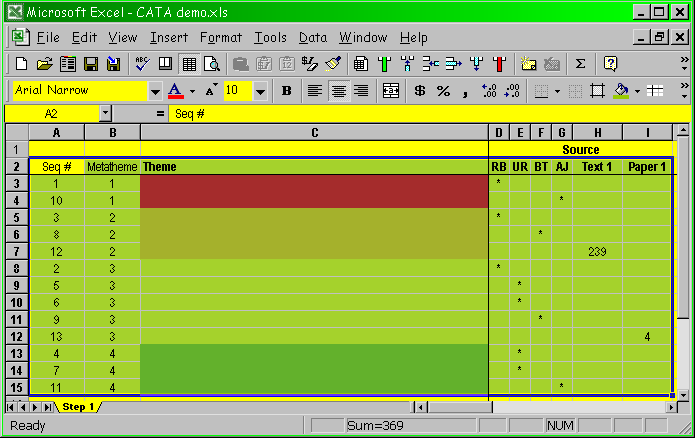 Microsoft Excel - CATA demo.xls
File Edit View Insert Format Tools Data Window Help
Arial Narrow A 10 B $ % ,
A2 = Seq #
A B C D E F G H I
1 Source
2 Seq # Metatheme Theme RB UR BT AJ Text 1 Paper 1
3 1 1 *
4 10 1 *
5 3 2 *
6 8 2 *
7 12 2 239
8 2 3 *
9 5 3 *
10 6 3 *
11 9 3 *
12 13 3 4
13 4 4 *
14 7 4 *
15 11 4 *
Step 1
Ready Sum=369 NUM